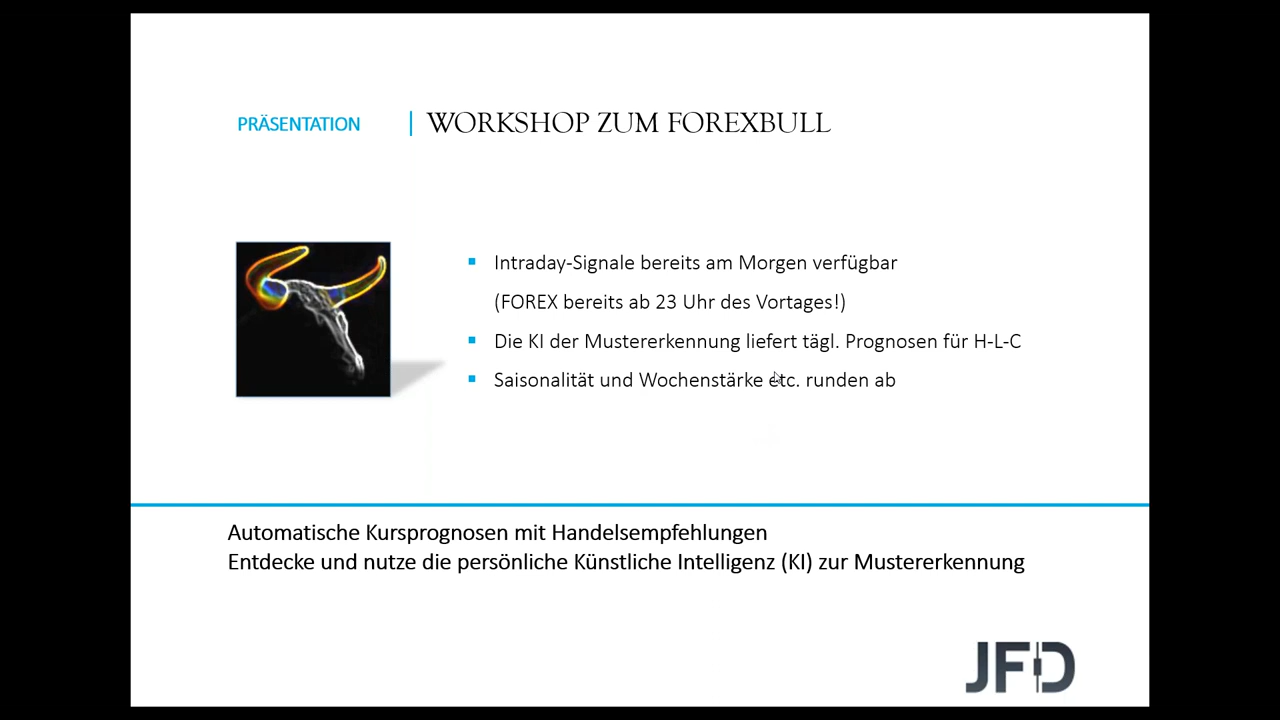 PRÄSENTATION
WORKSHOP ZUM FOREXBULL
Intraday-Signale bereits am Morgen verfügbar
(FOREX bereits ab 23 Uhr des Vortages!)
Die KI der Mustererkennung liefert tägl. Prognosen für H-L-C
Saisonalität und Wochenstärke etc. runden ab
Automatische Kursprognosen mit Handelsempfehlungen
Entdecke und nutze die persönliche Künstliche Intelligenz (KI) zur Mustererkennung
JFD